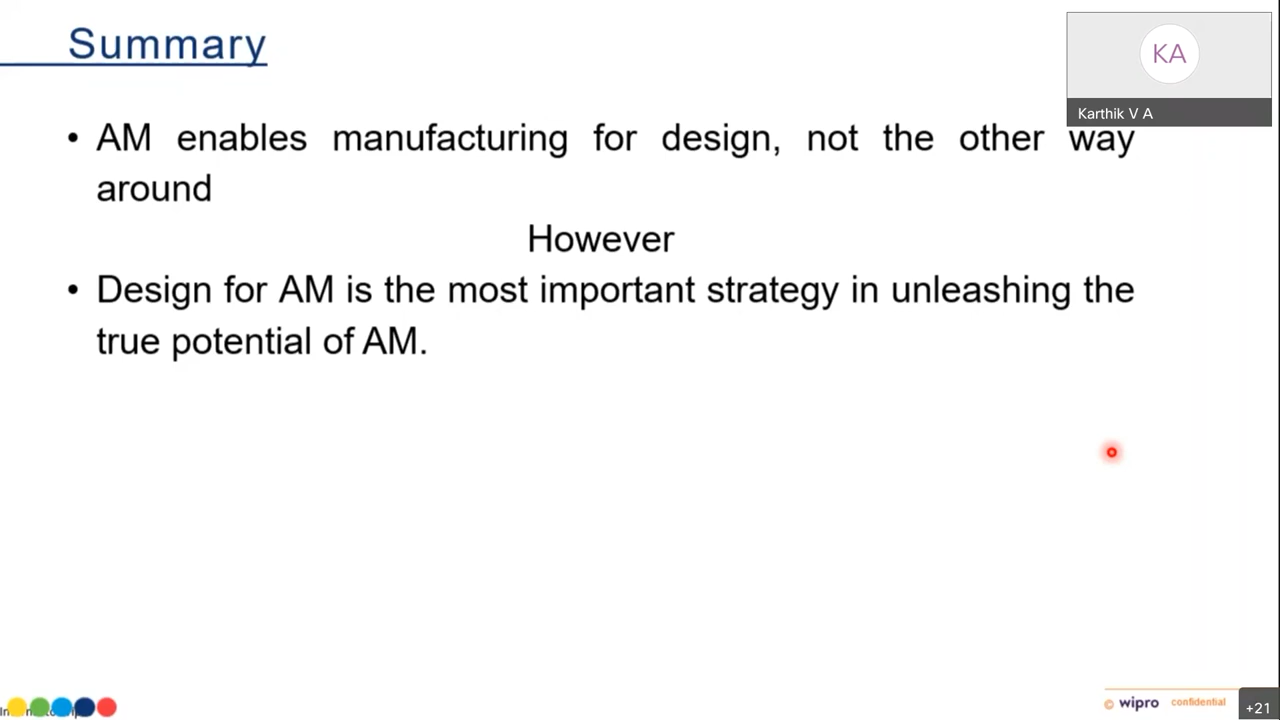 Summary
KA
Karthik V A
• AM enables manufacturing for design, not the other way
around
However
• Design for AM is the most important strategy in unleashing the
true potential of AM.
© wipro confidential
+21